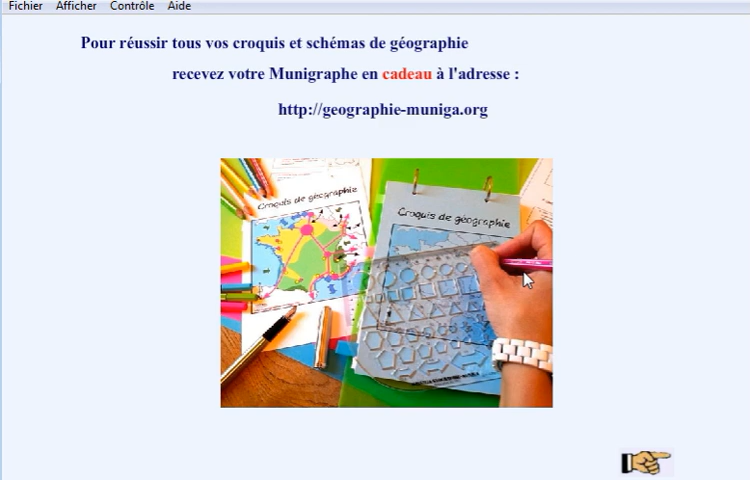 Fichier Afficher Contrôle Aide
Pour réussir tous vos croquis et schémas de géographie
recevez votre Munigraphe en cadeau à l'adresse :
http://geographie-muniga.org
Croquis de géographie
Croquis de géographie